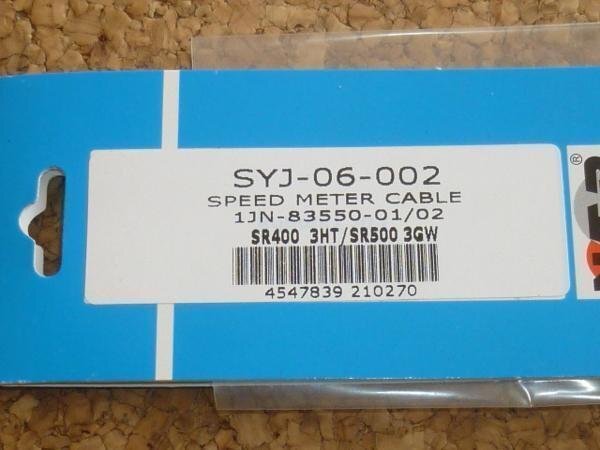 SYJ-06-002
SPEED METER CABLE
1JN-83550-01/02
SR400 3HT/SR500 3GW
4547839 210270
®